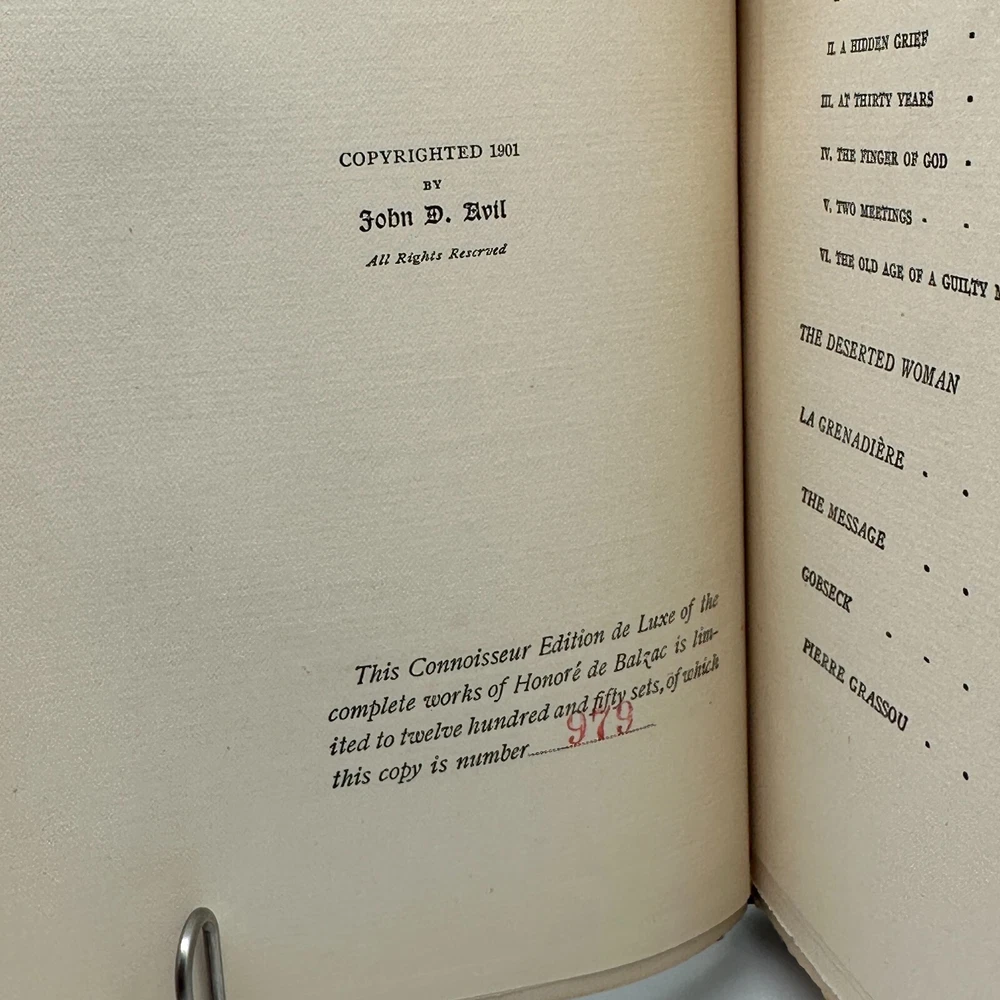 COPYRIGHTED 1901
BY
John D. Avil
All Rights Reserved
This Connoisseur Edition de Luxe of the
complete works of Honoré de Balzac is lim-
ited to twelve hundred and fifty sets, of which
this copy is number 979
II. A HIDDEN GRIEF
III. AT THIRTY YEARS
IV. THE FINGER OF GOD
V. TWO MEETINGS
VI. THE OLD AGE OF A GUILTY
THE DESERTED WOMAN
LA GRENADIÈRE
THE MESSAGE
GOBSECK
PIERRE GRASSOU